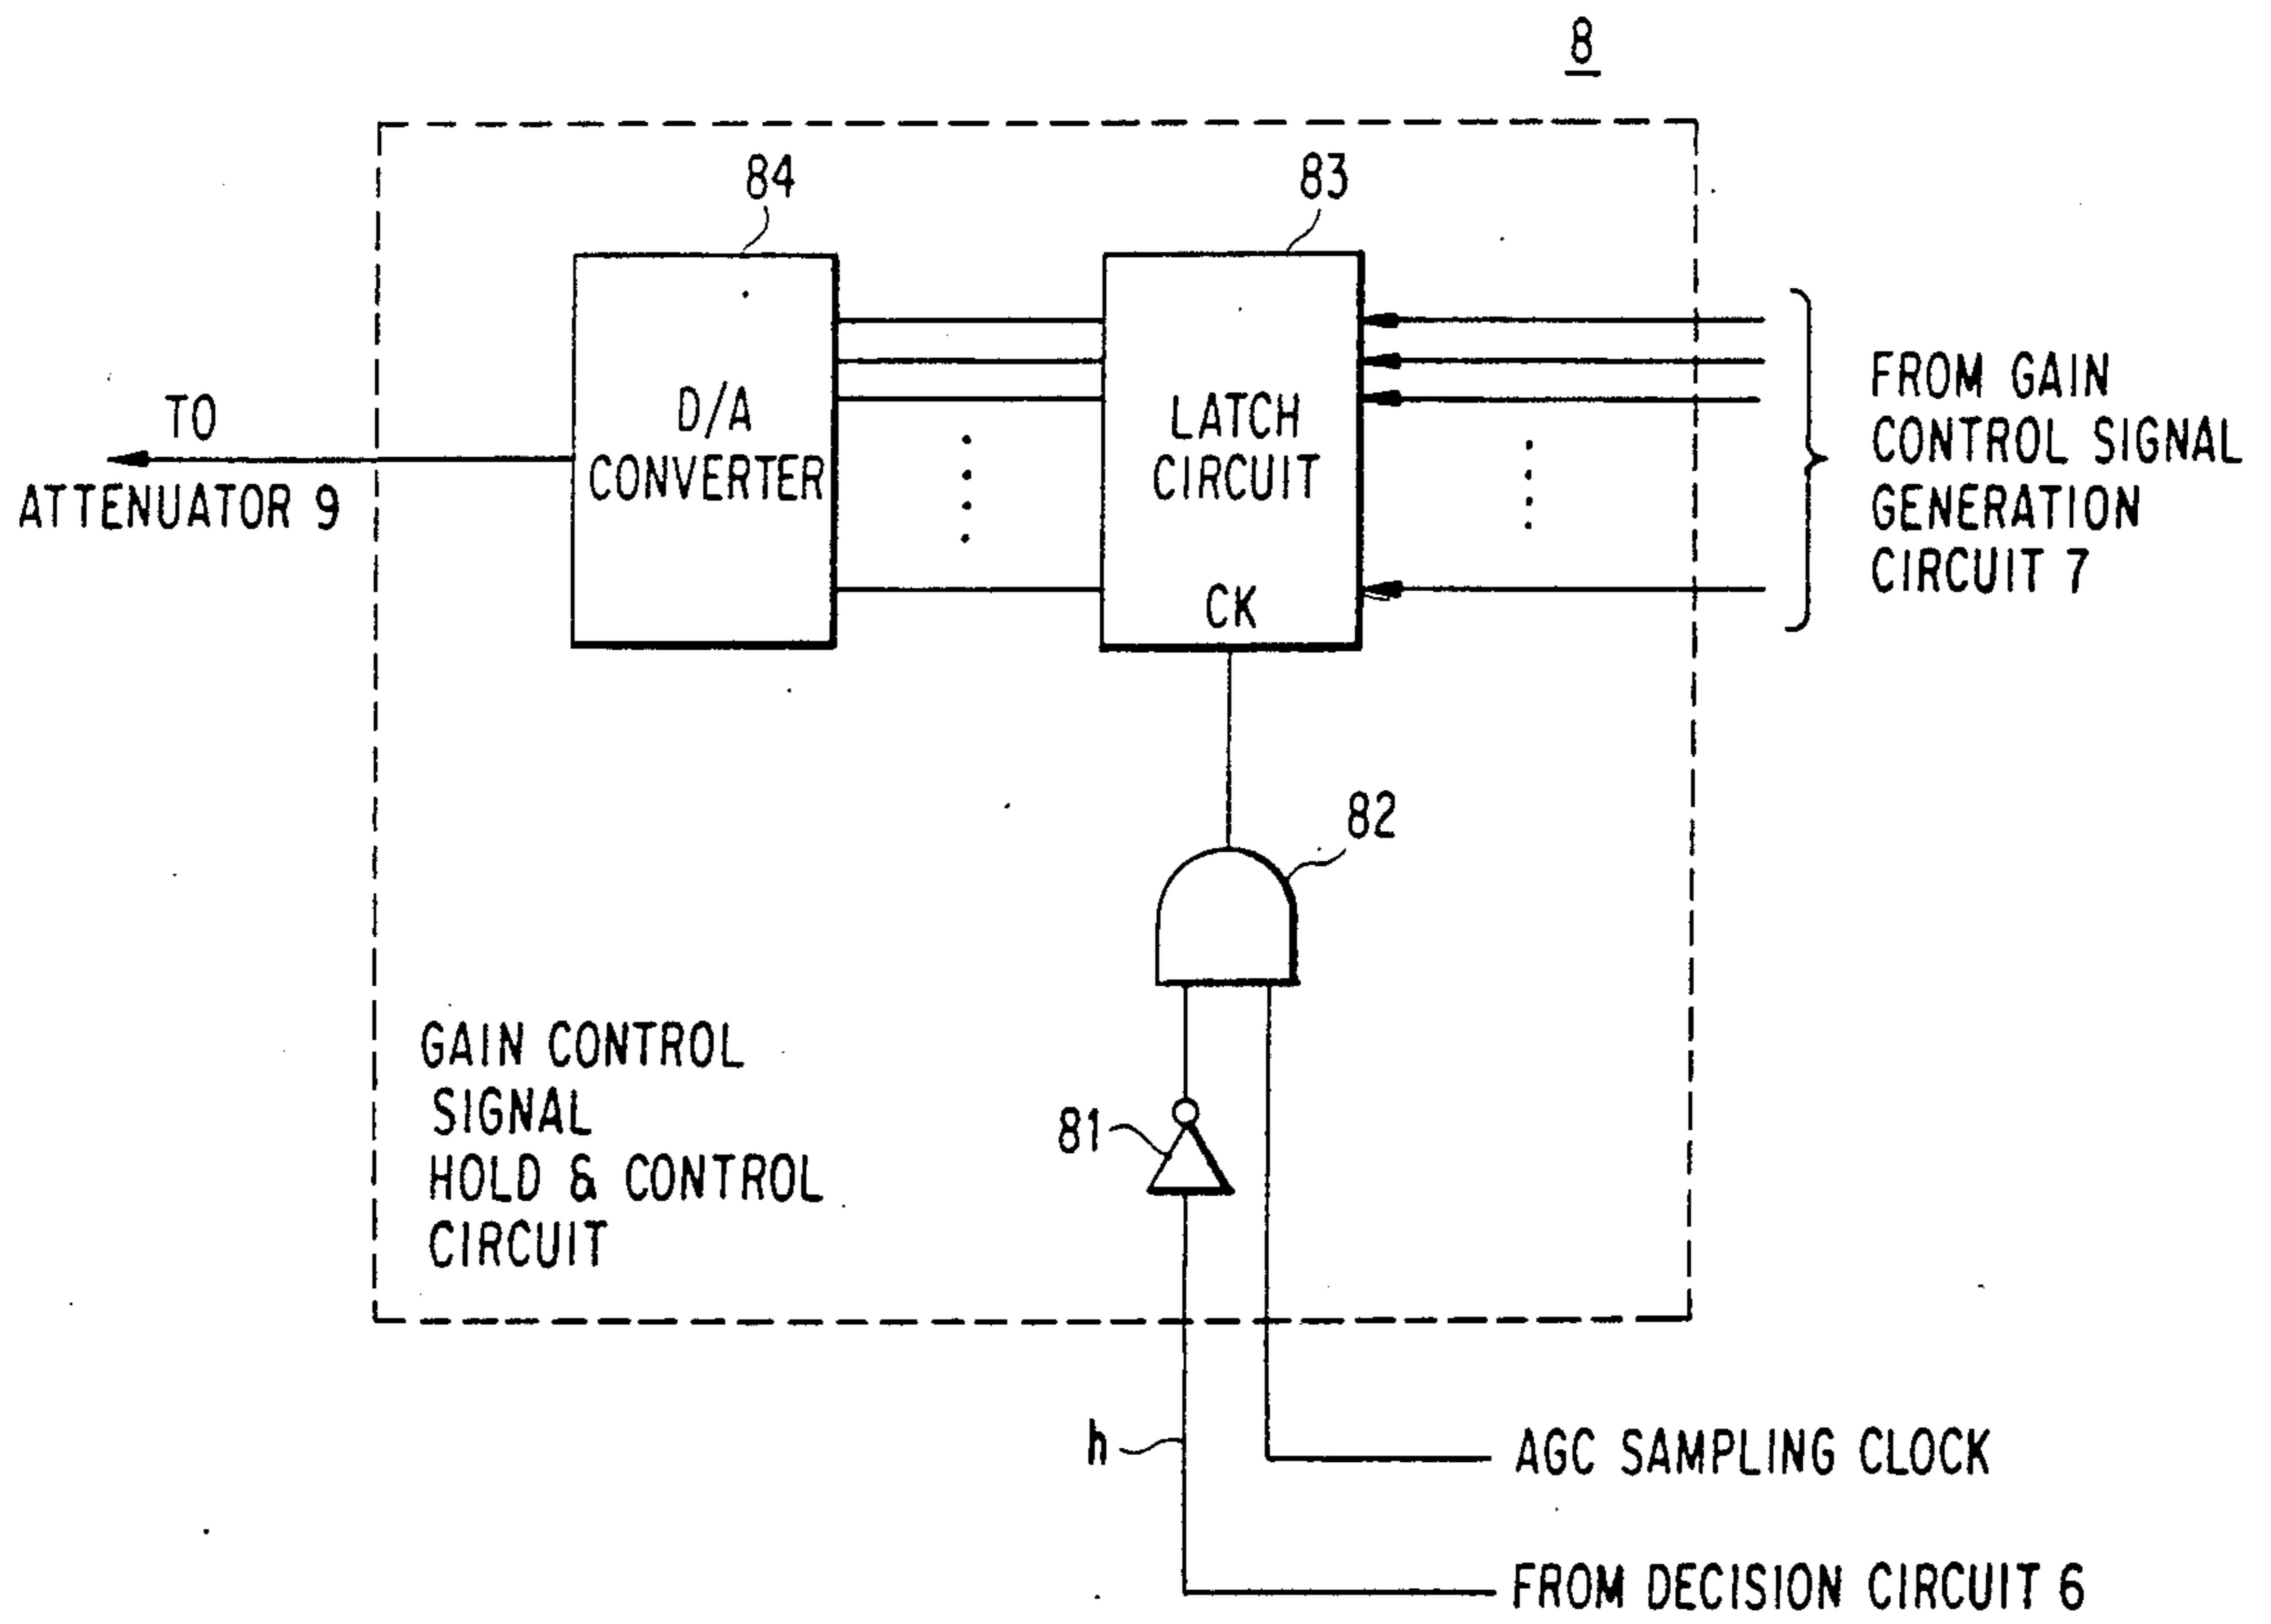 8
84
83
TO
ATTENUATOR 9
D/A
CONVERTER
LATCH
CIRCUIT
CK
FROM GAIN
CONTROL SIGNAL
GENERATION
CIRCUIT 7
82
GAIN CONTROL
SIGNAL
HOLD & CONTROL
CIRCUIT
81
h
AGC SAMPLING CLOCK
FROM DECISION CIRCUIT 6